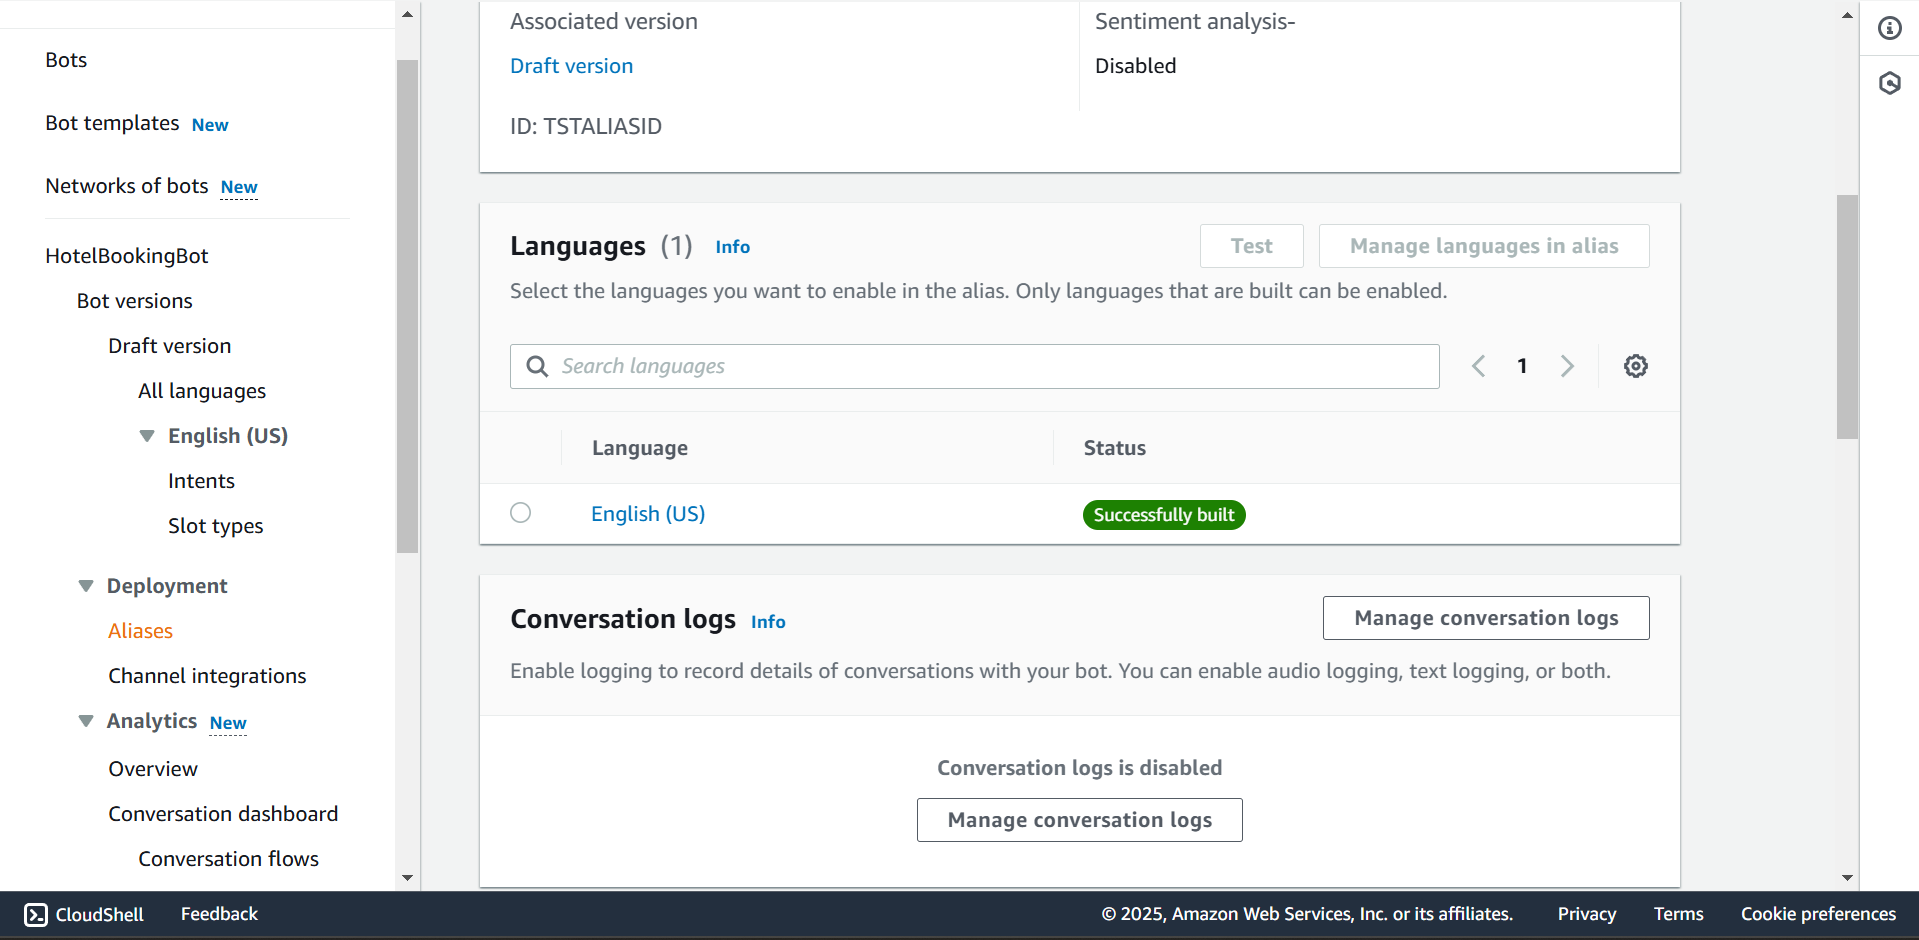 Bots
Bot templates New
Networks of bots New
HotelBookingBot
Bot versions
Draft version
All languages
English (US)
Intents
Slot types
Deployment
Aliases
Channel integrations
Analytics New
Overview
Conversation dashboard
Conversation flows
Associated version
Draft version
ID: TSTALIASID
Sentiment analysis-
Disabled
Languages (1) Info
Test
Manage languages in alias
Select the languages you want to enable in the alias. Only languages that are built can be enabled.
Search languages
1
Language Status
English (US) Successfully built
Conversation logs Info
Manage conversation logs
Enable logging to record details of conversations with your bot. You can enable audio logging, text logging, or both.
Conversation logs is disabled
Manage conversation logs
CloudShell Feedback © 2025, Amazon Web Services, Inc. or its affiliates. Privacy Terms Cookie preferences